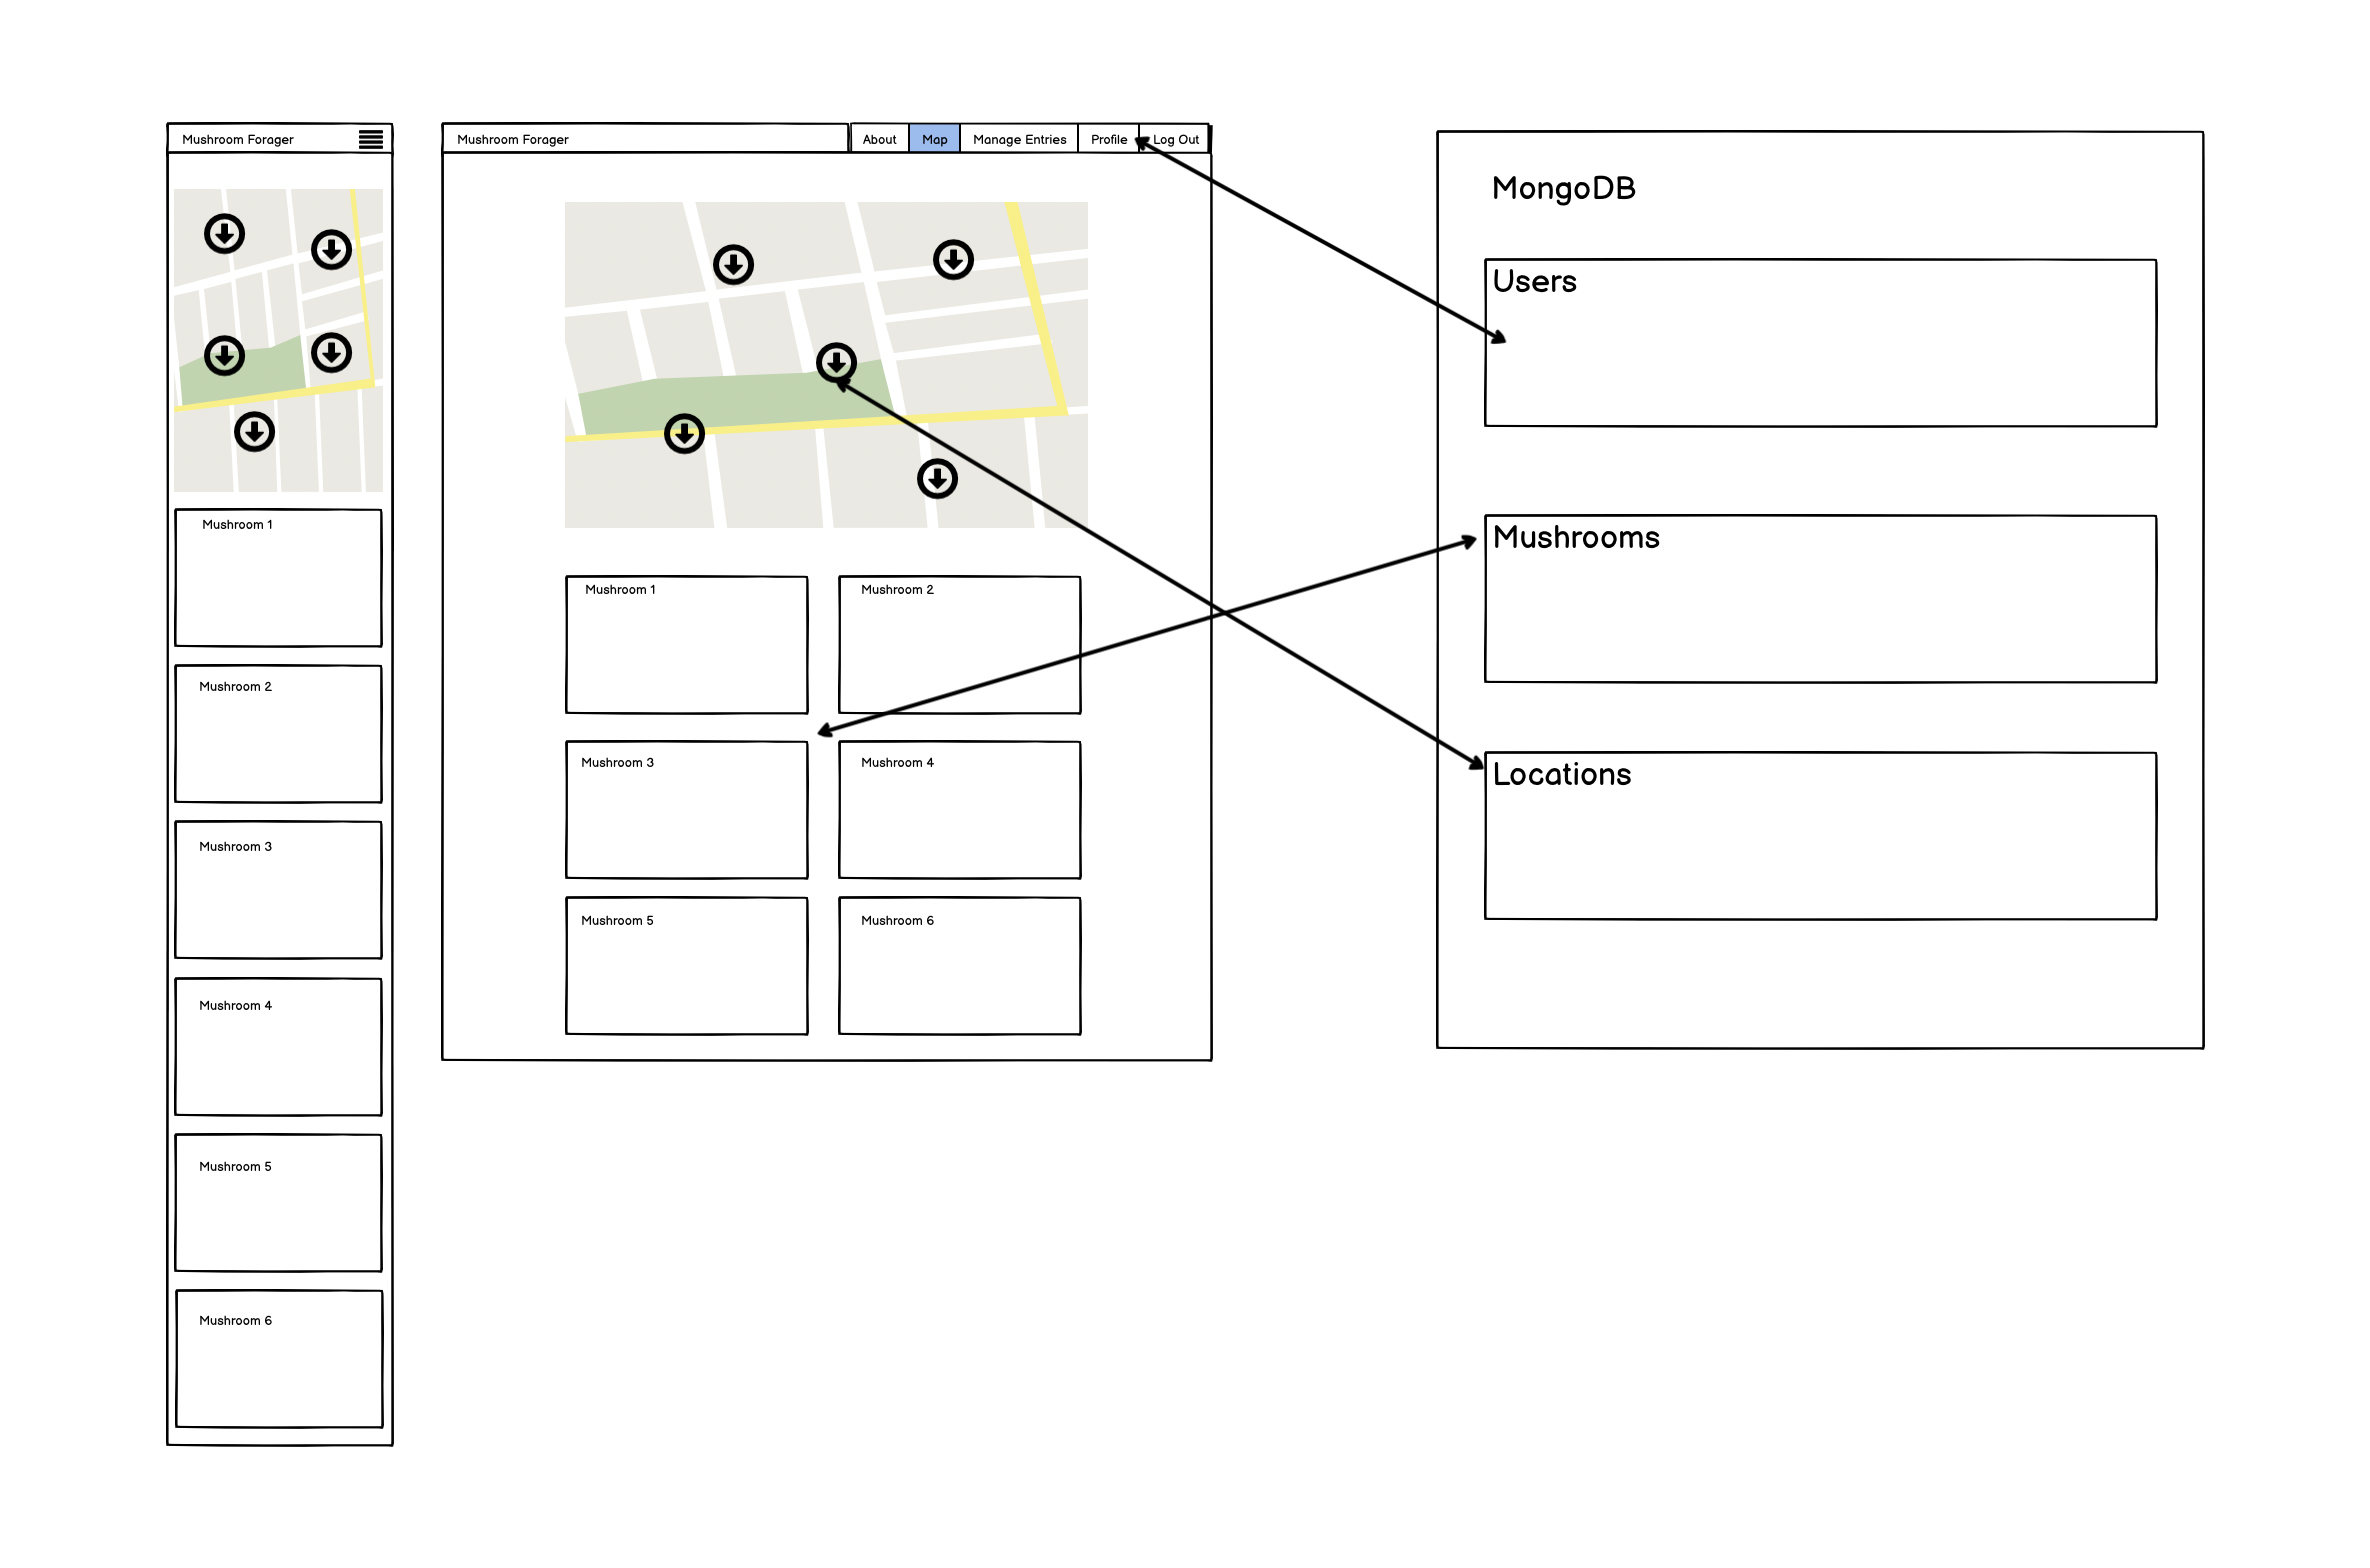 Mushroom Forager
Mushroom 1
Mushroom 2
Mushroom 3
Mushroom 4
Mushroom 5
Mushroom 6
Mushroom Forager
About
Map
Manage Entries
Profile
Log Out
Mushroom 1
Mushroom 2
Mushroom 3
Mushroom 4
Mushroom 5
Mushroom 6
MongoDB
Users
Mushrooms
Locations